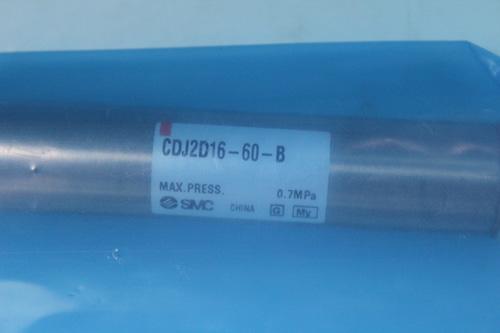 CDJ2D16-60-B
MAX.PRESS. 0.7MPa
SMC CHINA G My